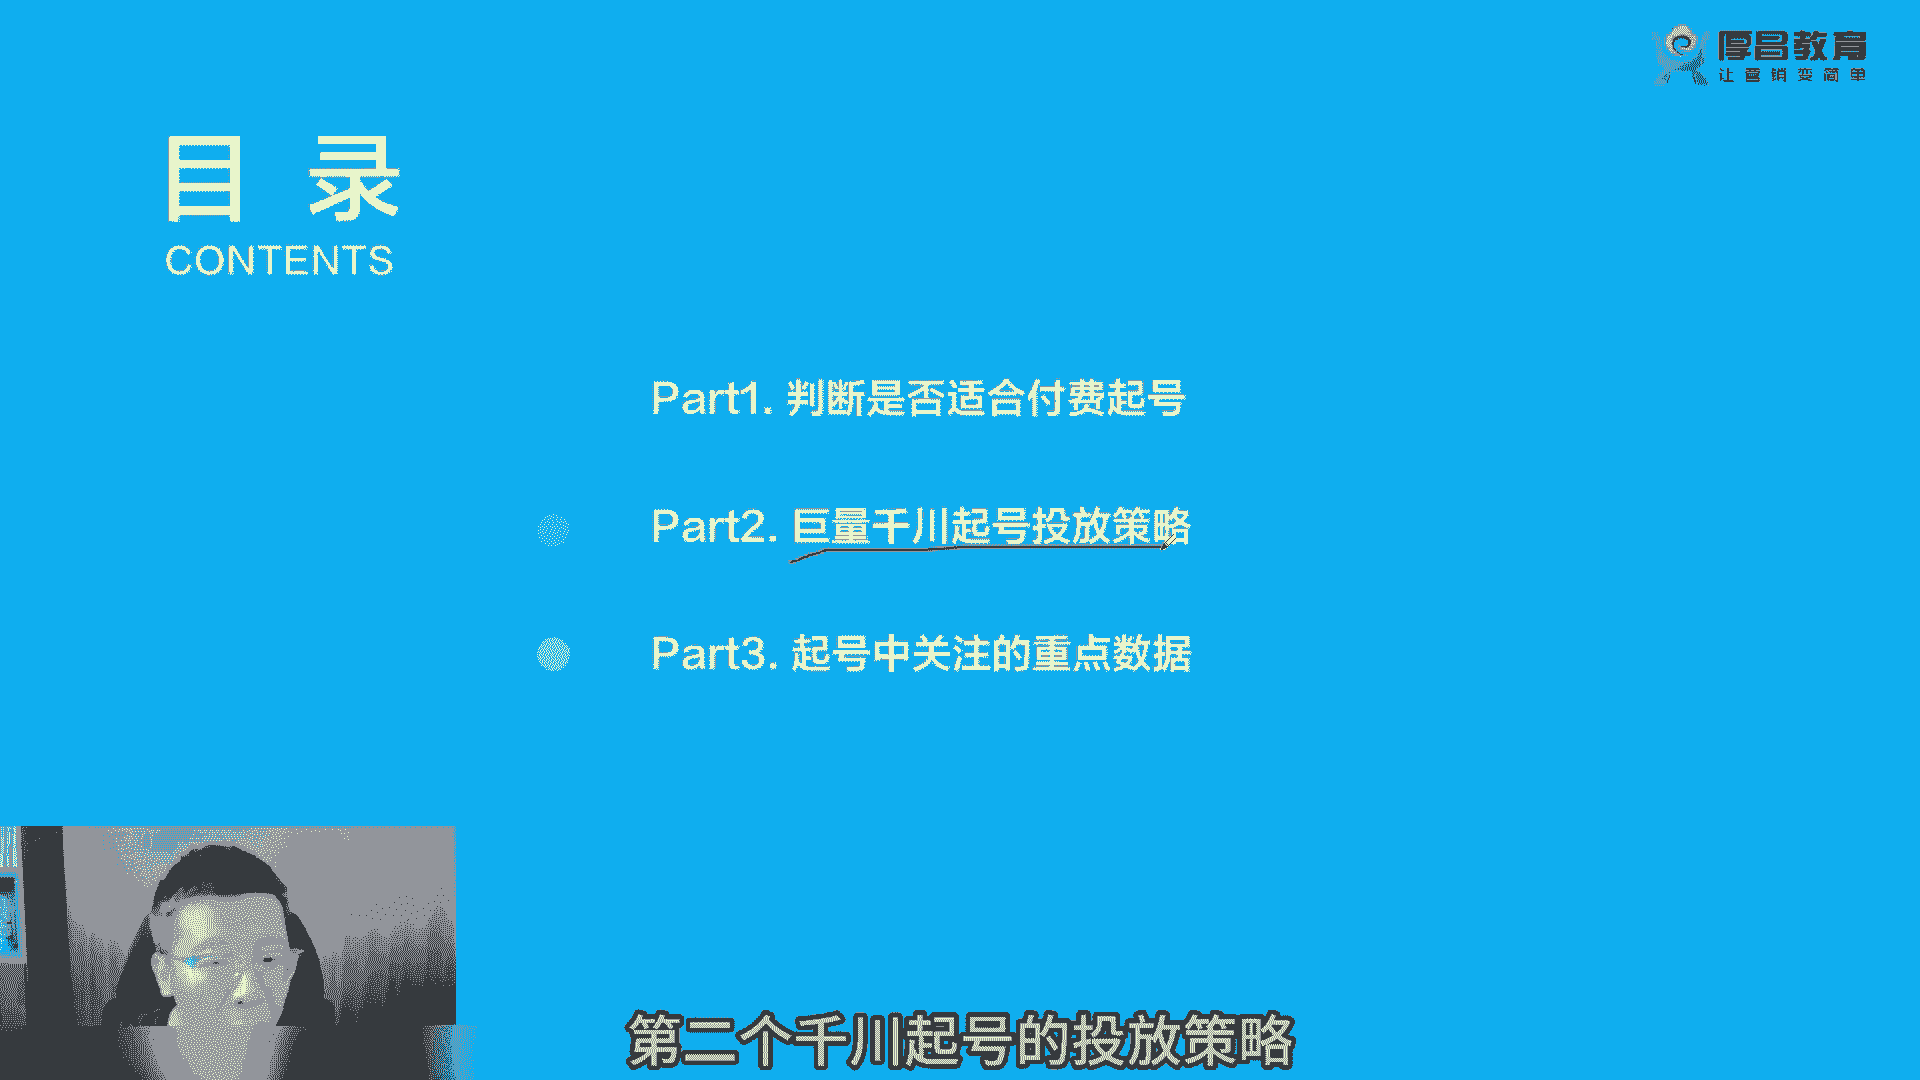 厚昌教育
让营销变简单
目录
CONTENTS
Part1. 判断是否适合付费起号
Part2. 巨量千川起号投放策略
Part3. 起号中关注的重点数据
第二个千川起号的投放策略